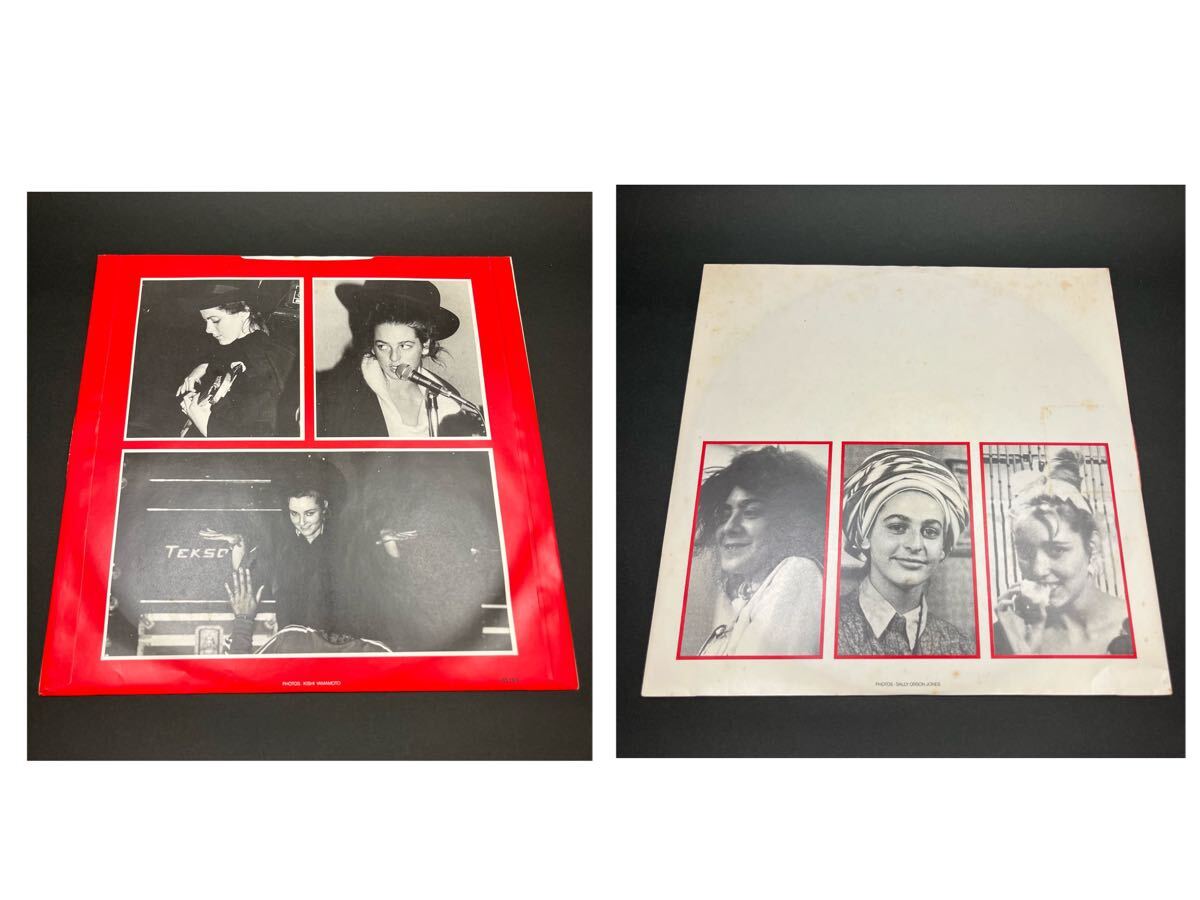 TEKSO
PHOTOS · KISHI YAMAMOTO
PHOTOS · SALLY ORSON JONES